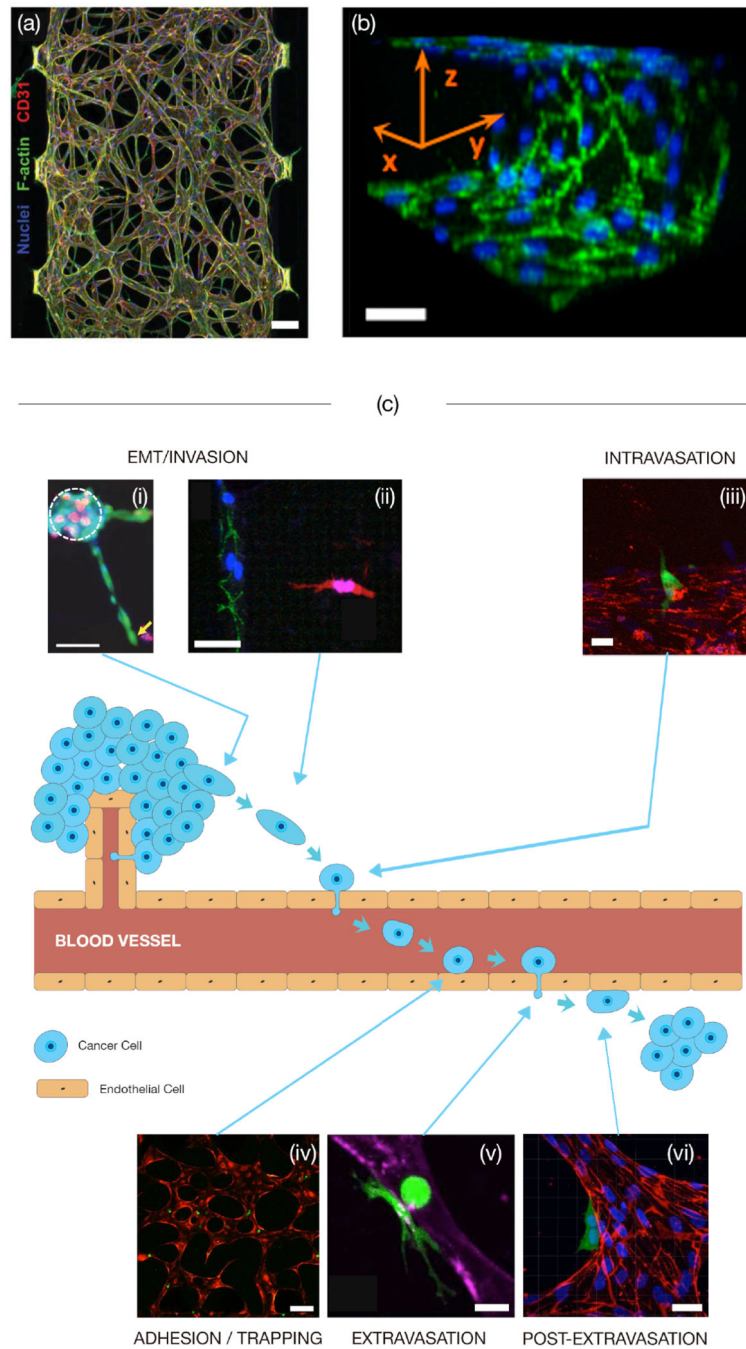 (a)
Nuclei F-actin CD31
(b)
z
x
y
(c)
EMT/INVASION
INTRAVASATION
(i)
(ii)
(iii)
BLOOD VESSEL
Cancer Cell
Endothelial Cell
(iv)
(v)
(vi)
ADHESION / TRAPPING
EXTRAVASATION
POST-EXTRAVASATION